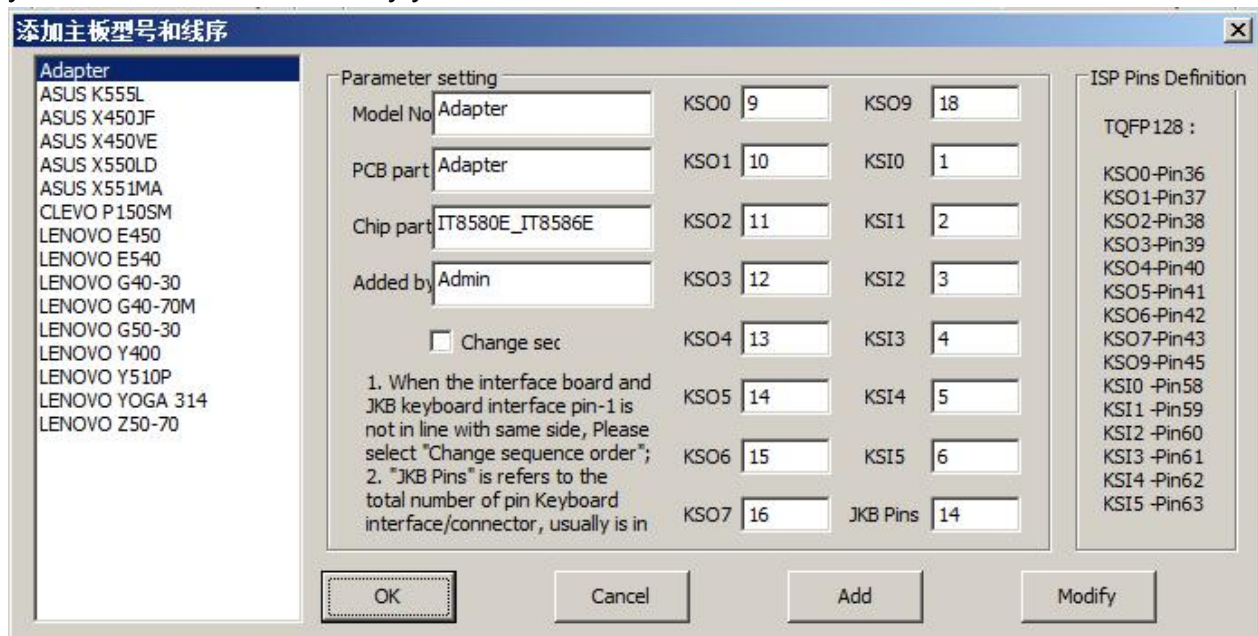 添加主板型号和线序
Adapter
ASUS K555L
ASUS X450JF
ASUS X450VE
ASUS X550LD
ASUS X551MA
CLEVO P150SM
LENOVO E450
LENOVO E540
LENOVO G40-30
LENOVO G40-70M
LENOVO G50-30
LENOVO Y400
LENOVO Y510P
LENOVO YOGA 314
LENOVO Z50-70
Parameter setting
Model No Adapter
PCB part Adapter
Chip part IT8580E_IT8586E
Added by Admin
Change sec
1. When the interface board and
JKB keyboard interface pin-1 is
not in line with same side, Please
select "Change sequence order";
2. "JKB Pins" is refers to the
total number of pin Keyboard
interface/connector, usually is in
KSO0 9 KSO9 18
KSO1 10 KSI0 1
KSO2 11 KSI1 2
KSO3 12 KSI2 3
KSO4 13 KSI3 4
KSO5 14 KSI4 5
KSO6 15 KSI5 6
KSO7 16 JKB Pins 14
ISP Pins Definition
TQFP128 :
KSO0-Pin36
KSO1-Pin37
KSO2-Pin38
KSO3-Pin39
KSO4-Pin40
KSO5-Pin41
KSO6-Pin42
KSO7-Pin43
KSO9-Pin45
KSI0 -Pin58
KSI1 -Pin59
KSI2 -Pin60
KSI3 -Pin61
KSI4 -Pin62
KSI5 -Pin63
OK Cancel Add Modify